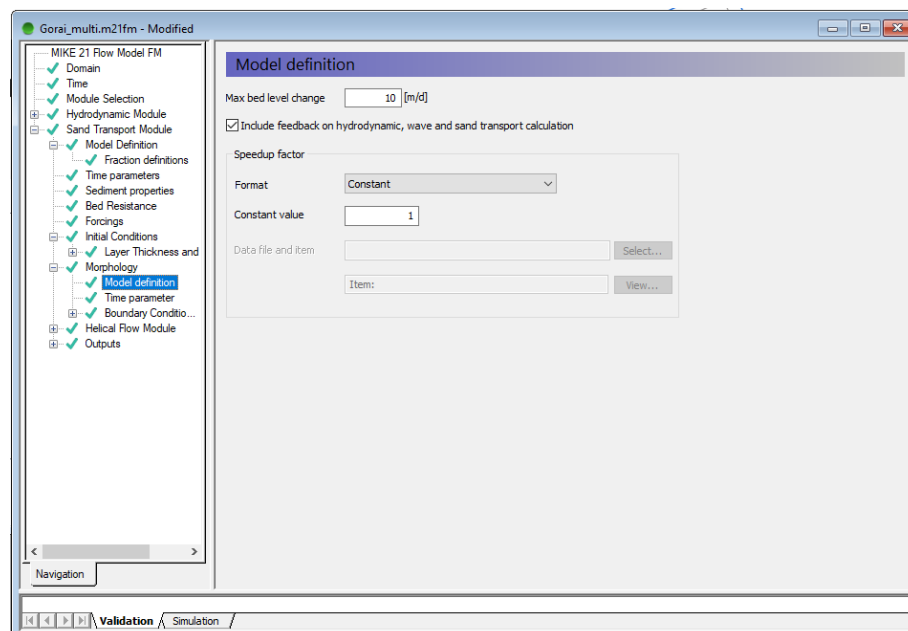 Gorai_multi.m21fm - Modified
MIKE 21 Flow Model FM
Domain
Time
Module Selection
Hydrodynamic Module
Sand Transport Module
Model Definition
Fraction definitions
Time parameters
Sediment properties
Bed Resistance
Forcings
Initial Conditions
Layer Thickness and
Morphology
Model definition
Time parameter
Boundary Conditio...
Helical Flow Module
Outputs
Navigation
Model definition
Max bed level change 10 [m/d]
Include feedback on hydrodynamic, wave and sand transport calculation
Speedup factor
Format Constant
Constant value 1
Data file and item Select...
Item: View...
Validation Simulation